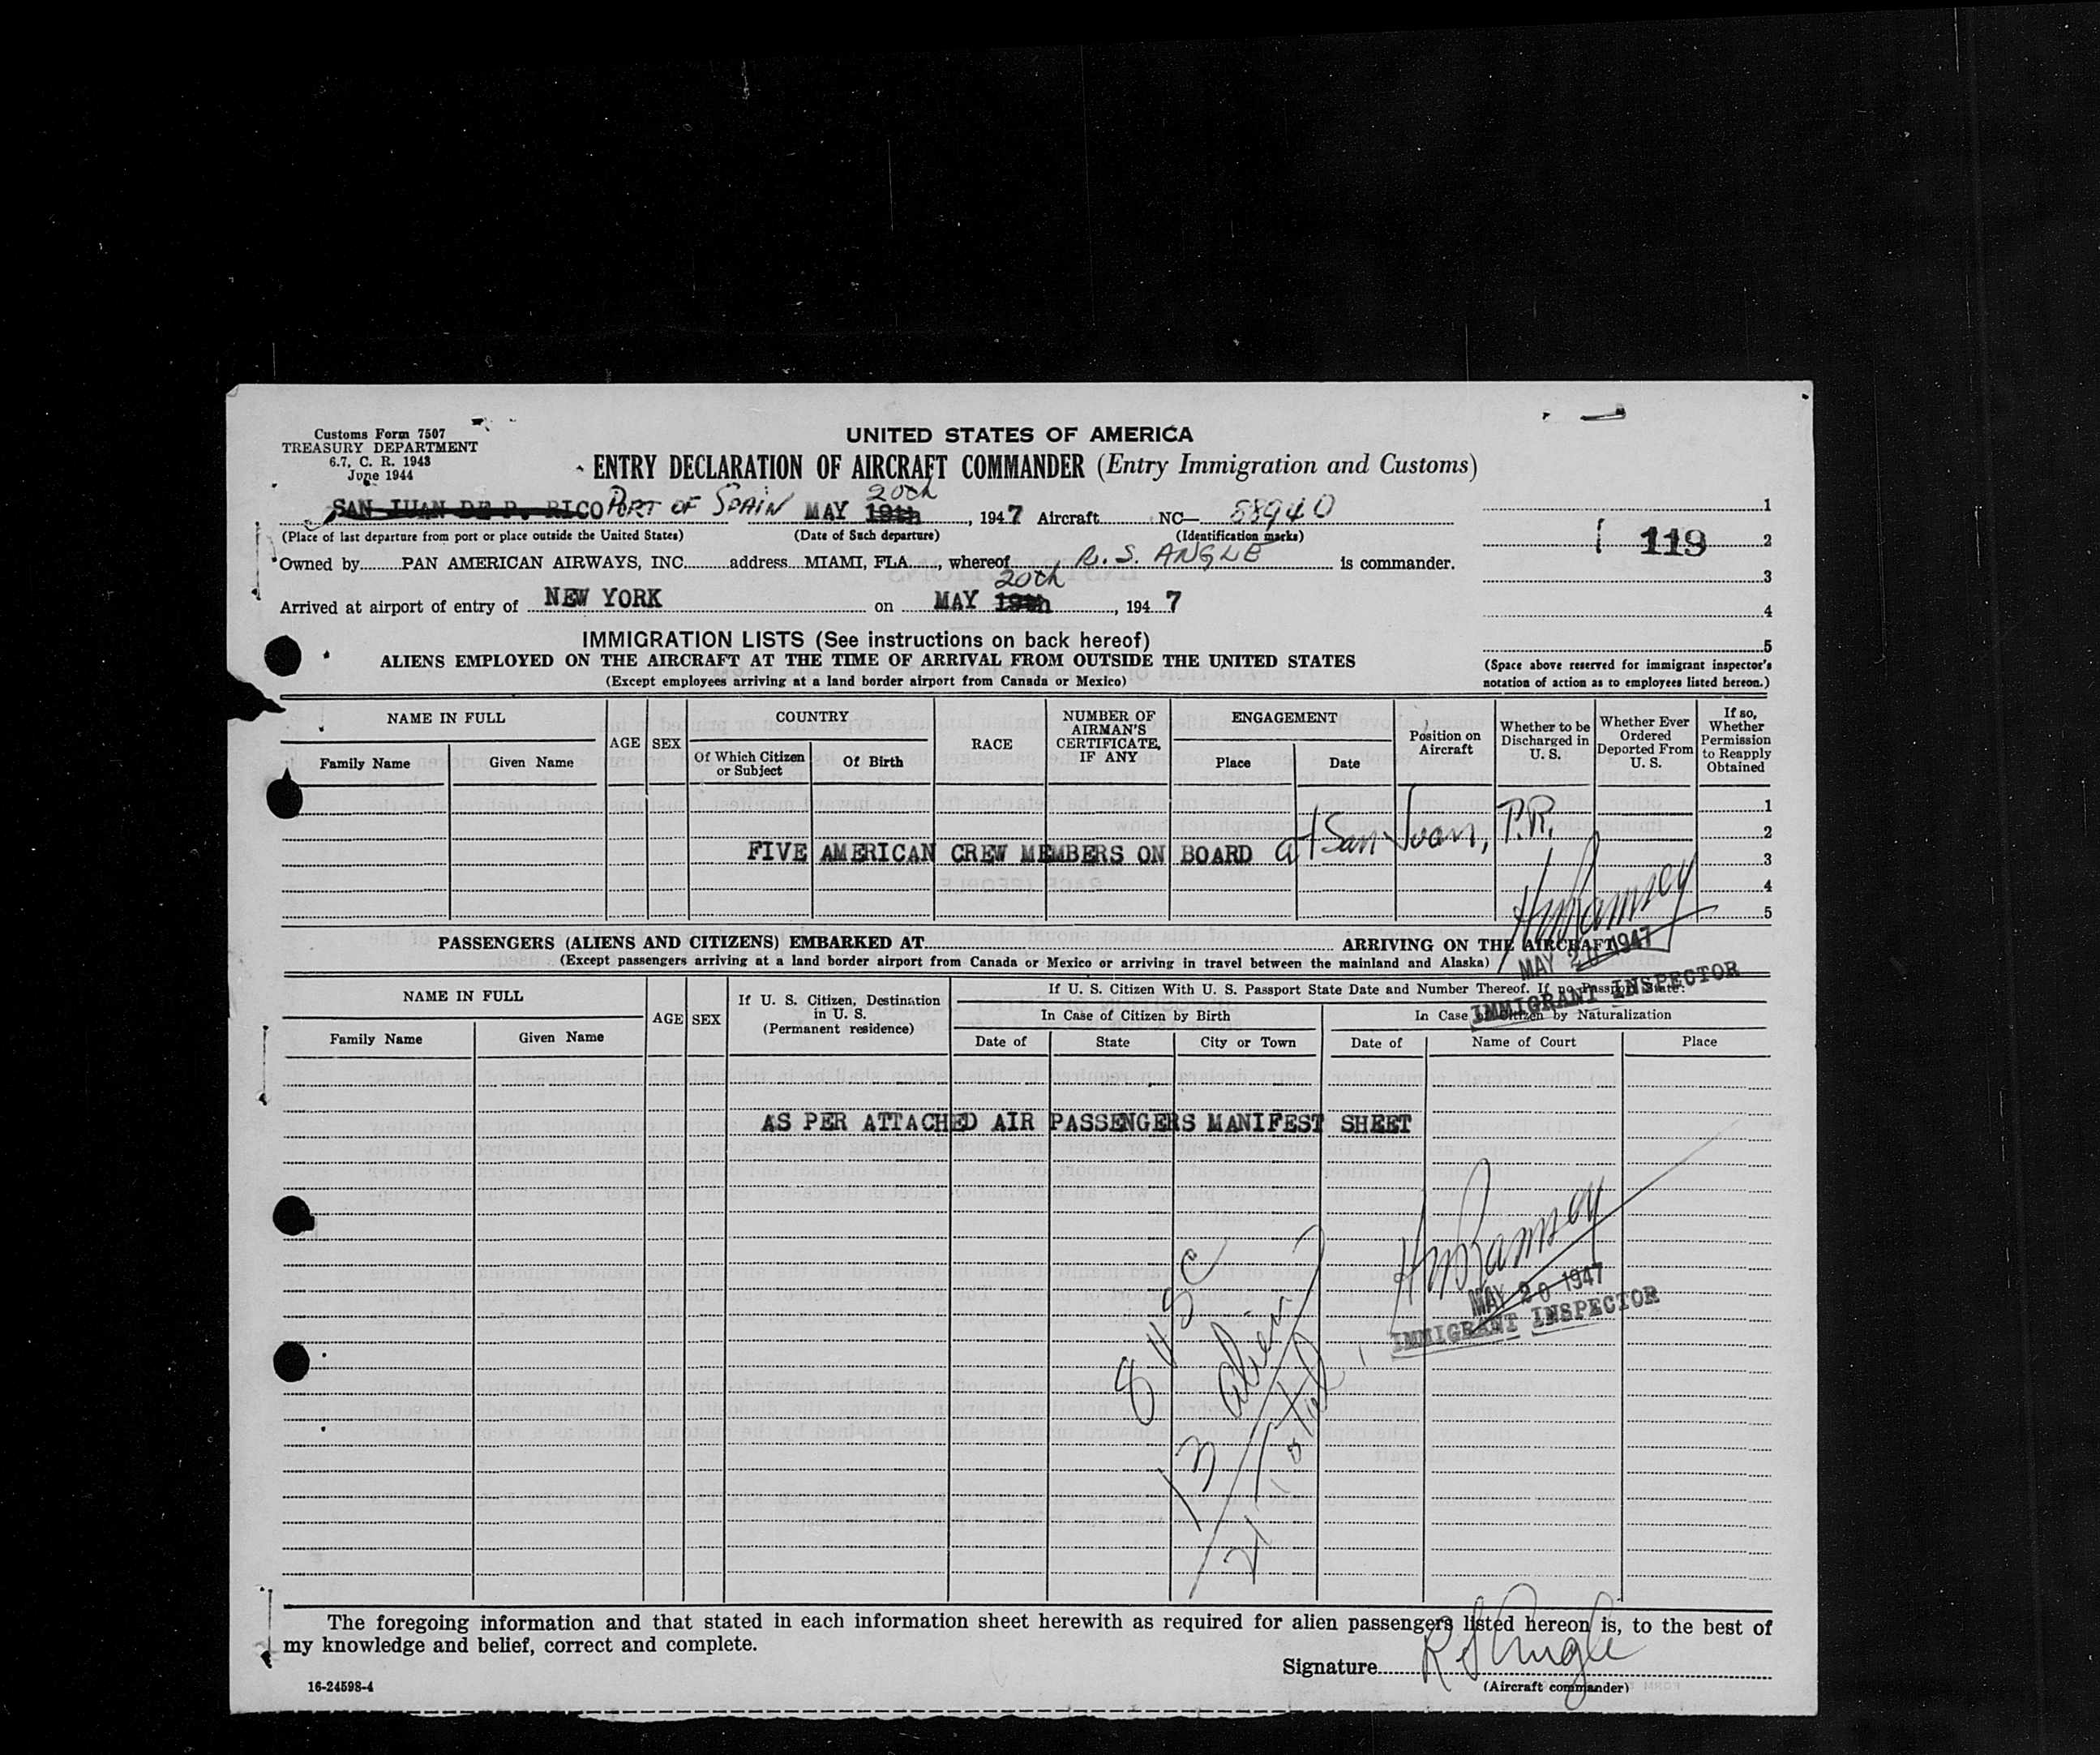 Customs Form 7507
TREASURY DEPARTMENT
6.7, C. R. 1943
June 1944
UNITED STATES OF AMERICA
ENTRY DECLARATION OF AIRCRAFT COMMANDER (Entry Immigration and Customs)
20th
SAN JUAN DE P. RICO PORT OF SPAIN MAY 19th, 1947 Aircraft NC— 88940
(Place of last departure from port or place outside the United States) (Date of Such departure) (Identification marks)
Owned by PAN AMERICAN AIRWAYS, INC. address MIAMI, FLA., whereof R. S. ANGLE is commander.
20th
Arrived at airport of entry of NEW YORK on MAY 19th, 1947
1
119 2
3
4
5
(Space above reserved for immigrant inspector's
notation of action as to employees listed hereon.)
IMMIGRATION LISTS (See instructions on back hereof)
ALIENS EMPLOYED ON THE AIRCRAFT AT THE TIME OF ARRIVAL FROM OUTSIDE THE UNITED STATES
(Except employees arriving at a land border airport from Canada or Mexico)
NAME IN FULL
Family Name
Given Name
AGE
SEX
COUNTRY
Of Which Citizen or Subject
Of Birth
RACE
NUMBER OF AIRMAN'S CERTIFICATE, IF ANY
ENGAGEMENT
Place
Date
Position on Aircraft
Whether to be Discharged in U. S.
Whether Ever Ordered Deported From U. S.
If so, Whether Permission to Reapply Obtained
1
2
FIVE AMERICAN CREW MEMBERS ON BOARD at San Juan, P.R.
3
4
5
HMRamsey
MAY 20 1947
IMMIGRANT INSPECTOR
PASSENGERS (ALIENS AND CITIZENS) EMBARKED AT ARRIVING ON THE AIRCRAFT
(Except passengers arriving at a land border airport from Canada or Mexico or arriving in travel between the mainland and Alaska)
NAME IN FULL
Family Name
Given Name
AGE
SEX
If U. S. Citizen, Destination in U. S. (Permanent residence)
If U. S. Citizen With U. S. Passport State Date and Number Thereof. If no Passport State:
In Case of Citizen by Birth
Date of
State
City or Town
In Case of Citizen by Naturalization
Date of
Name of Court
Place
AS PER ATTACHED AIR PASSENGERS MANIFEST SHEET
8 USC
13 alien
21 total
HMRamsey
MAY 20 1947
IMMIGRANT INSPECTOR
The foregoing information and that stated in each information sheet herewith as required for alien passengers listed hereon is, to the best of
my knowledge and belief, correct and complete.
Signature R S Angle
(Aircraft commander)
16-24598-4